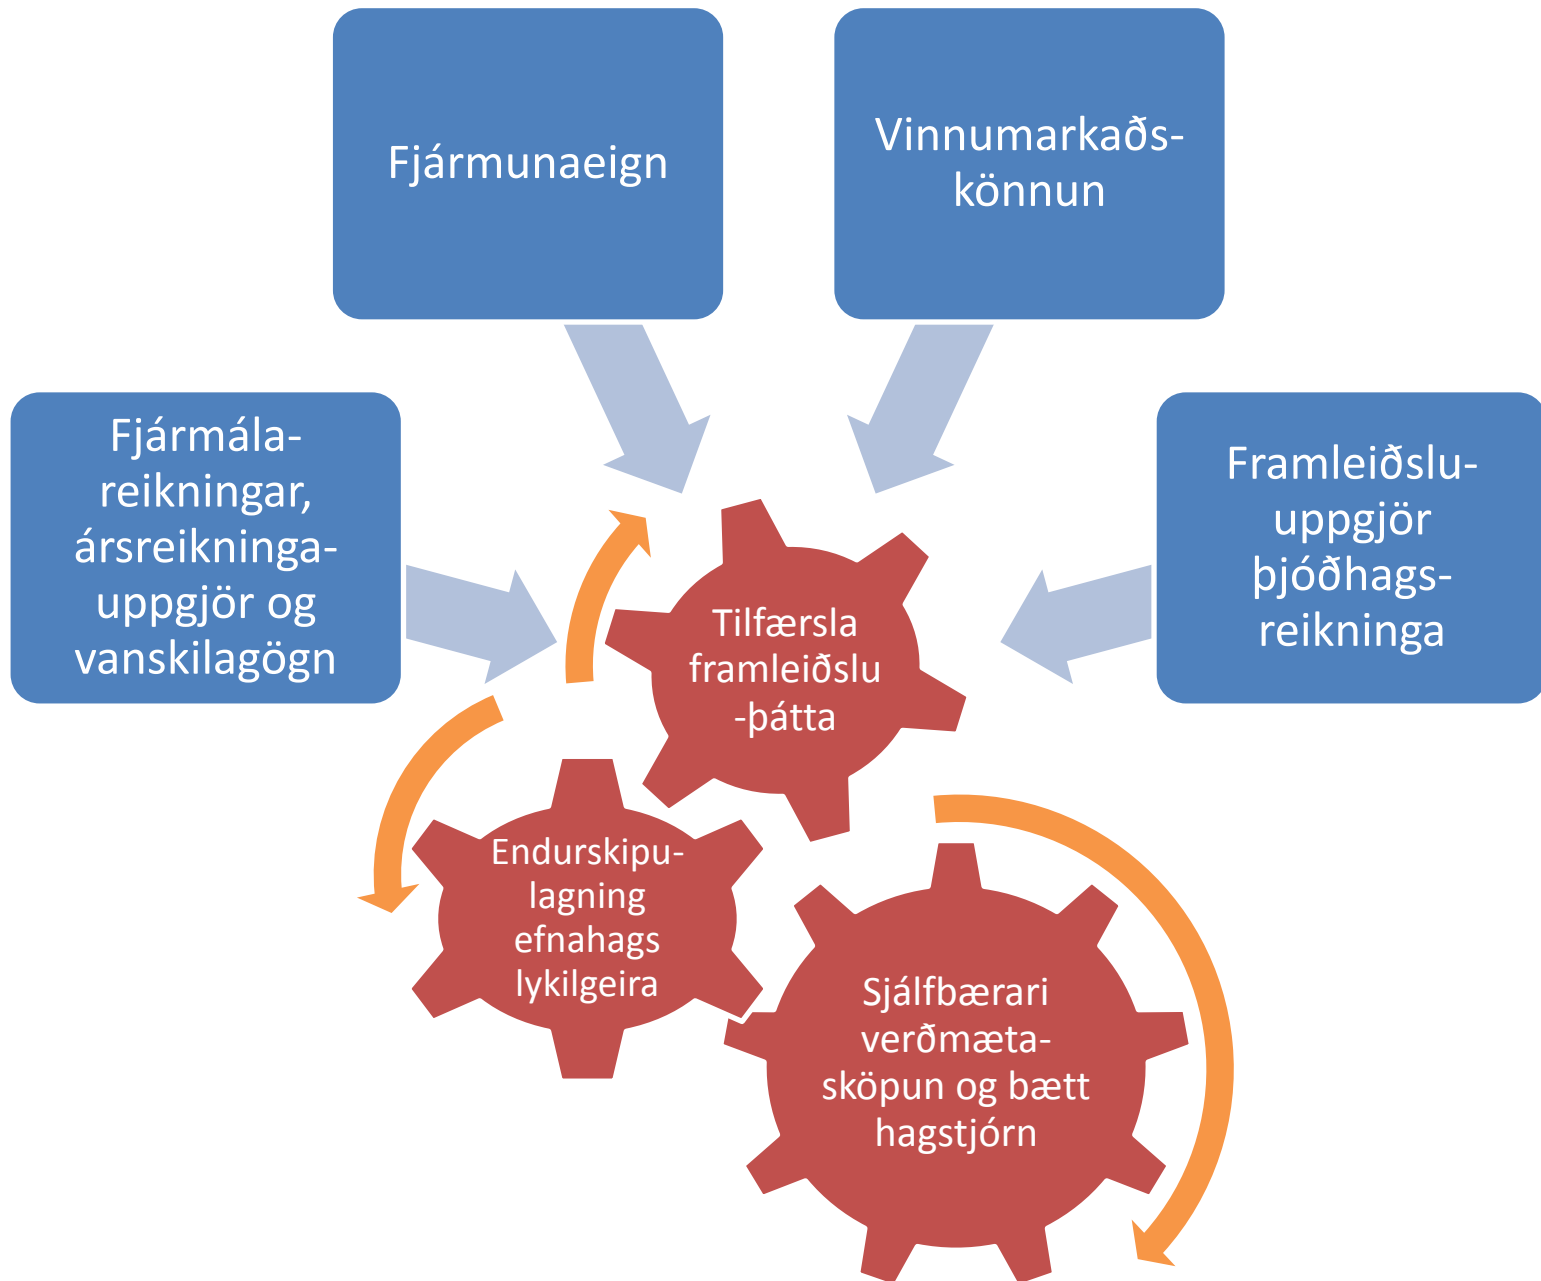 Fjármunaeign
Vinnumarkaðs-
könnun
Fjármála-
reikningar,
ársreikninga-
uppgjör og
vanskilagögn
Framleiðslu-
uppgjör
þjóðhags-
reikninga
Tilfærsla
framleiðslu
-þátta
Endurskipu-
lagning
efnahags
lykilgeira
Sjálfbærari
verðmæta-
sköpun og bætt
hagstjórn